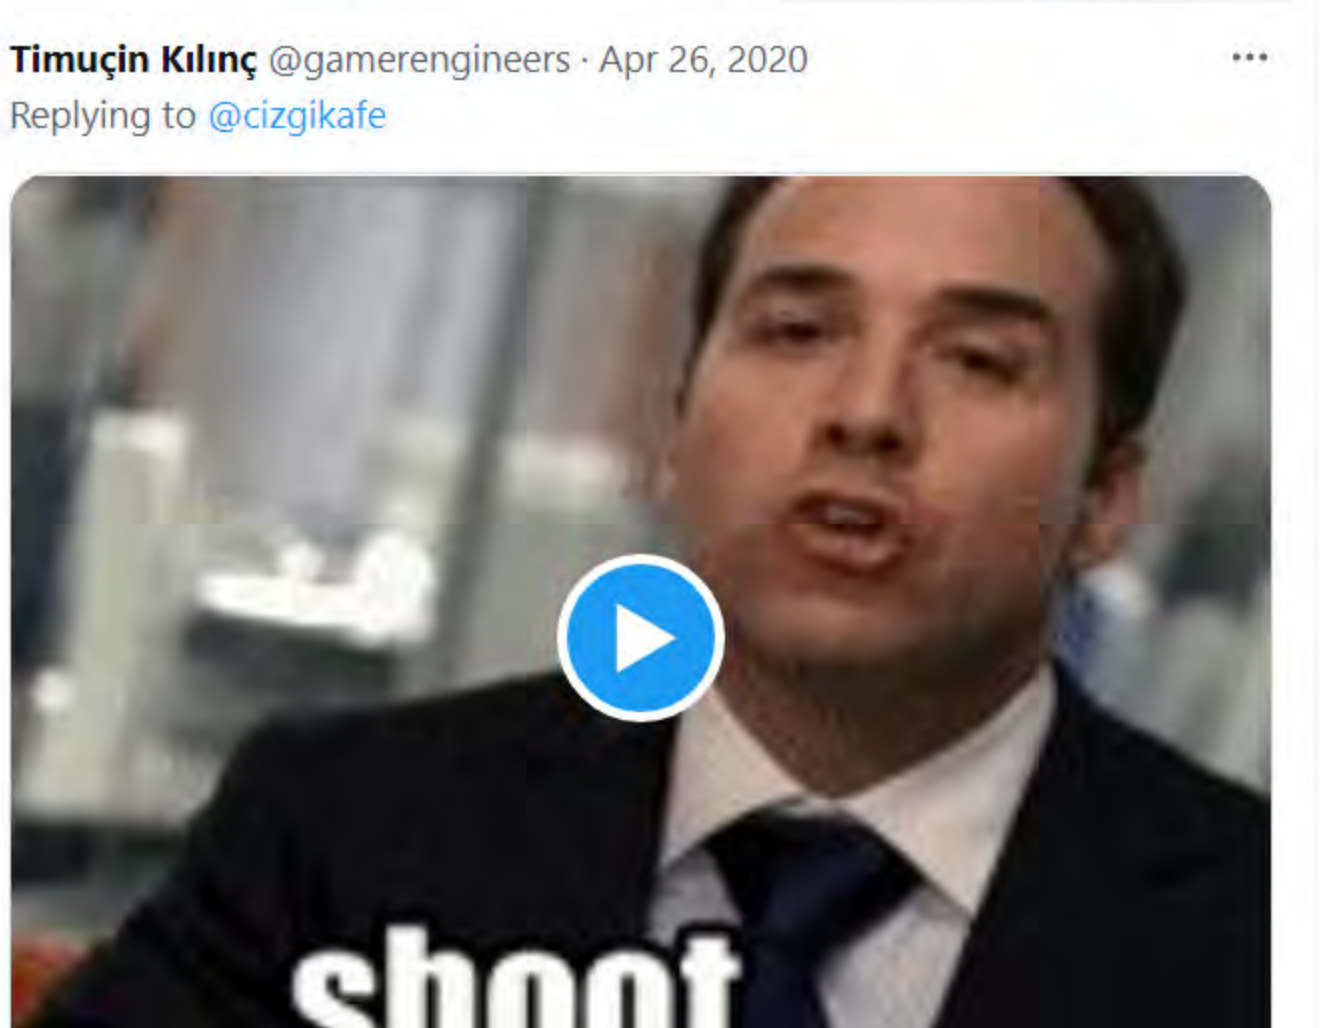 Timuçin Kılınç @gamerengineers · Apr 26, 2020
Replying to @cizgikafe
shoot